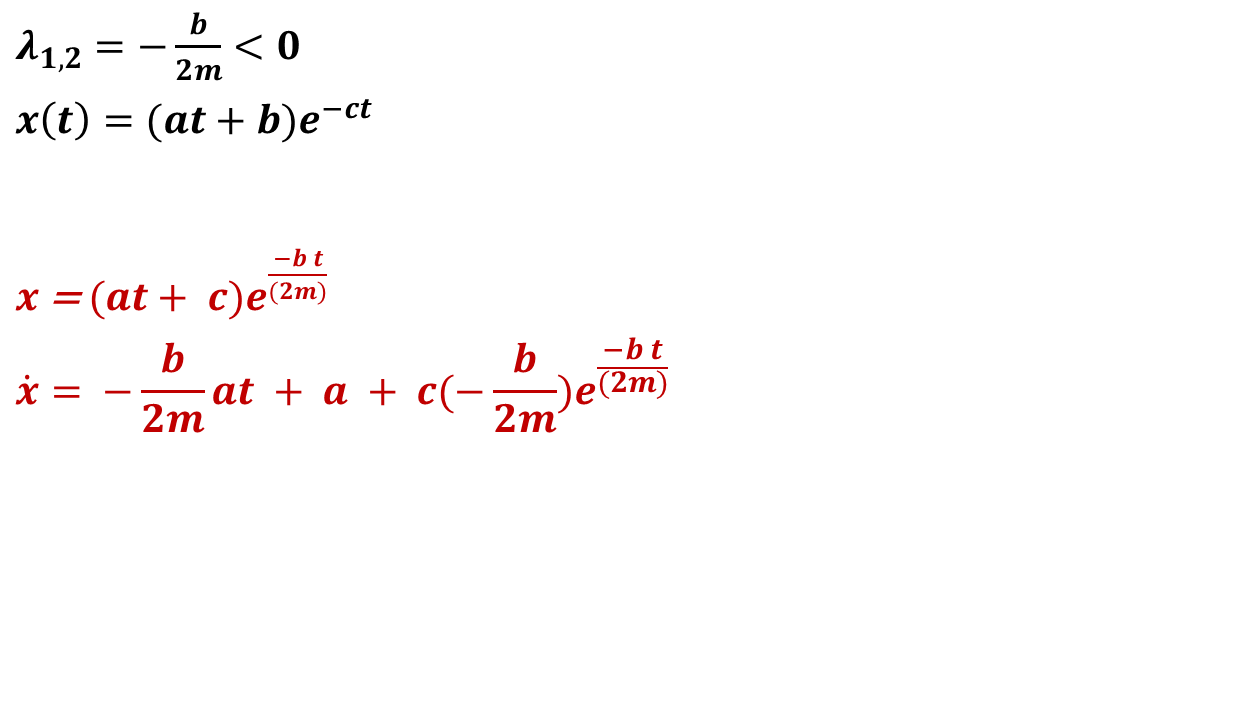 λ₁,₂ = −b/2m < 0
x(t) = (at + b)e^(−ct)
x = (at + c)e^(−b t/(2m))
ẋ = −b/2m at + a + c(−b/2m)e^(−b t/(2m))